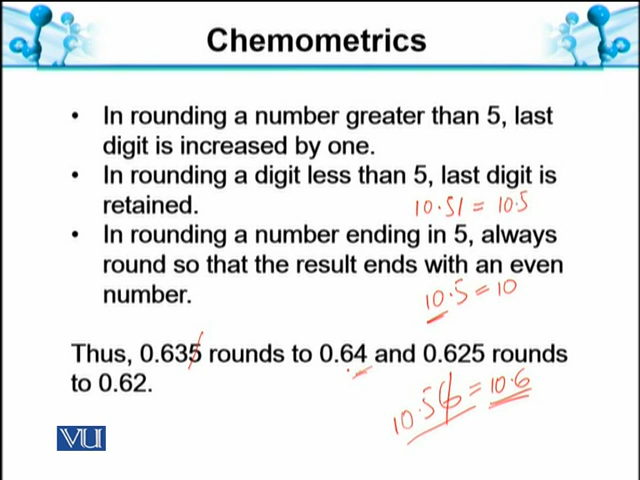 Chemometrics
• In rounding a number greater than 5, last
digit is increased by one.
• In rounding a digit less than 5, last digit is
retained.
10.51 = 10.5
• In rounding a number ending in 5, always
round so that the result ends with an even
number.
10.5 = 10
Thus, 0.635 rounds to 0.64 and 0.625 rounds
to 0.62.
10.56 = 10.6
VU